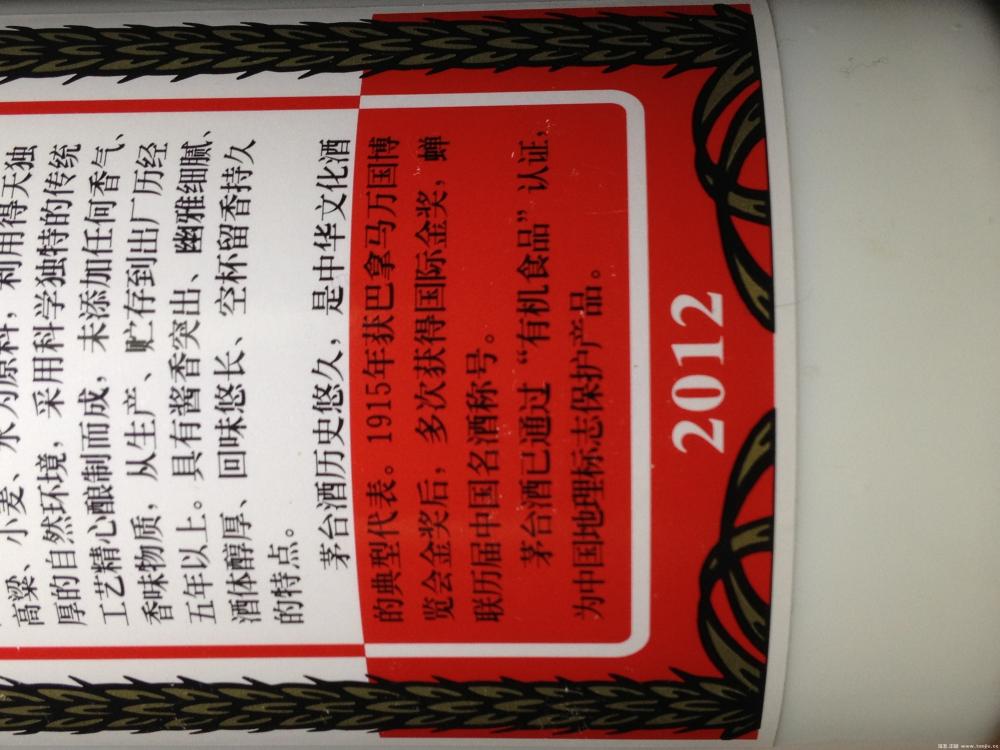 高粱、小麦、水为原料，利用得天独
厚的自然环境，采用科学独特的传统
工艺精心酿制而成，未添加任何香气、
香味物质，从生产、贮存到出厂历经
五年以上。具有酱香突出、幽雅细腻、
酒体醇厚、回味悠长、空杯留香持久
的特点。
茅台酒历史悠久，是中华文化酒
的典型代表。1915年获巴拿马万国博
览会金奖后，多次获得国际金奖，蝉
联历届中国名酒称号。
茅台酒已通过“有机食品”认证，
为中国地理标志保护产品。
2012